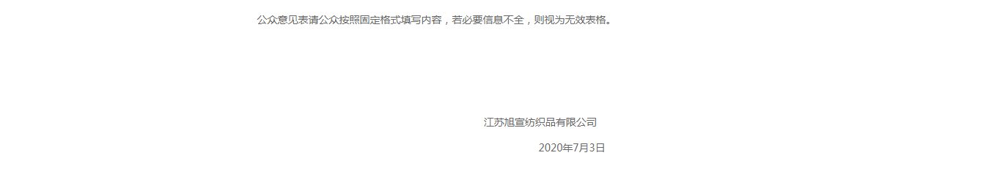 公众意见表请公众按照固定格式填写内容，若必要信息不全，则视为无效表格。
江苏旭宣纺织品有限公司
2020年7月3日